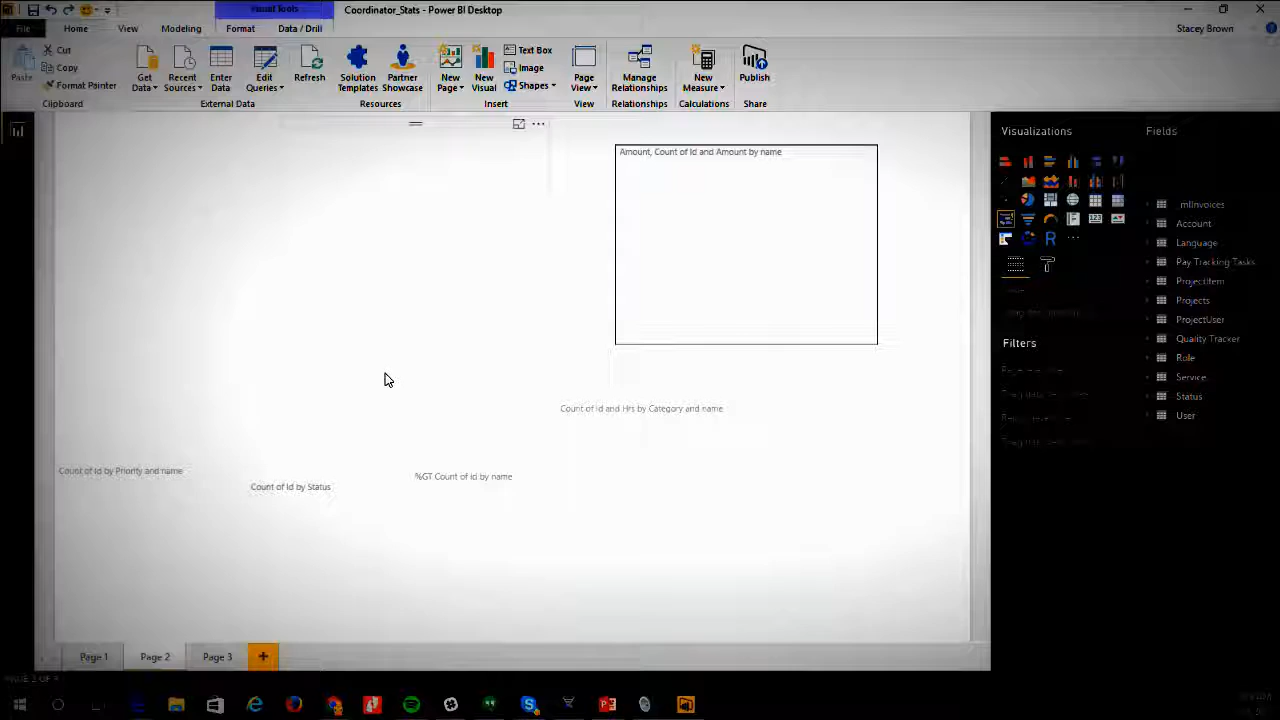 Visual Tools
Coordinator_Stats - Power BI Desktop
File
Home
View
Modeling
Format
Data / Drill
Stacey Brown
Paste
Cut
Copy
Format Painter
Clipboard
Get Data
Recent Sources
Enter Data
Edit Queries
External Data
Refresh
Solution Templates
Partner Showcase
Resources
New Page
New Visual
Text Box
Image
Shapes
Insert
Page View
View
Manage Relationships
Relationships
New Measure
Calculations
Publish
Share
Amount, Count of Id and Amount by name
Count of Id and Hrs by Category and name
Count of Id by Priority and name
Count of Id by Status
%GT Count of id by name
Visualizations
Filters
Fields
Account
Language
Pay Tracking Tasks
ProjectItem
Projects
ProjectUser
Quality Tracker
Role
Service
Status
User
Page 1
Page 2
Page 3
+